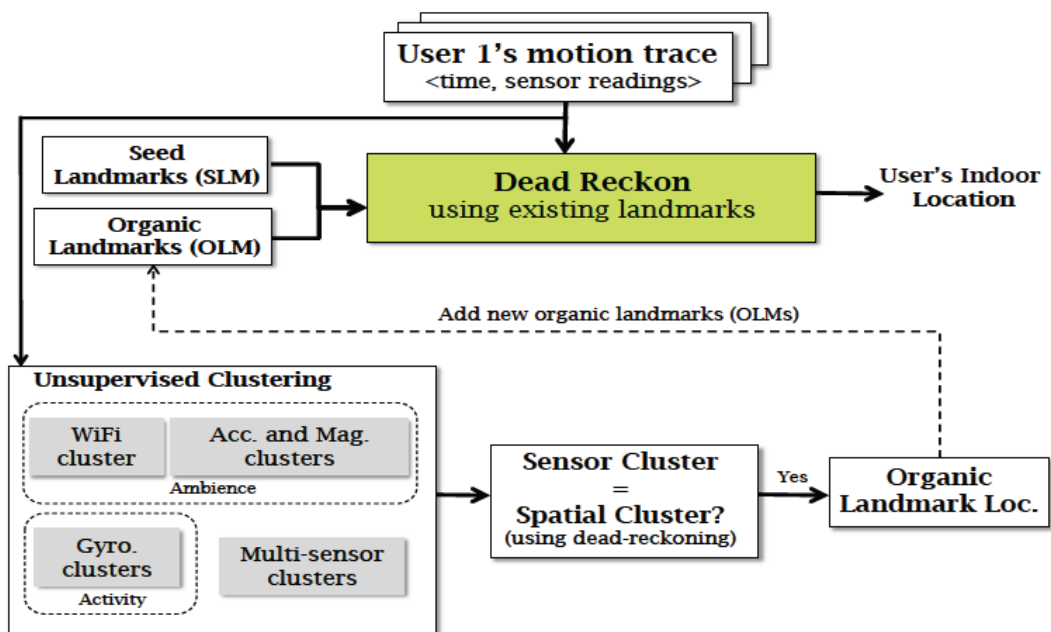 User 1's motion trace
<time, sensor readings>
Seed
Landmarks (SLM)
Organic
Landmarks (OLM)
Dead Reckon
using existing landmarks
User's Indoor
Location
Add new organic landmarks (OLMs)
Unsupervised Clustering
WiFi
cluster
Acc. and Mag.
clusters
Ambience
Gyro.
clusters
Activity
Multi-sensor
clusters
Sensor Cluster
=
Spatial Cluster?
(using dead-reckoning)
Yes
Organic
Landmark Loc.